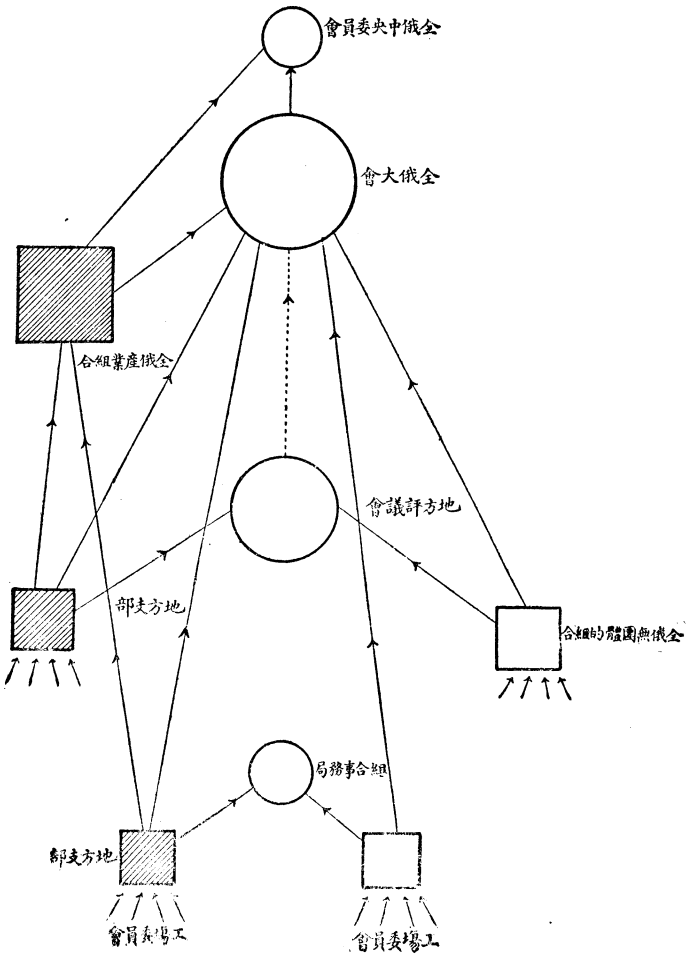 全俄中央委員會
全俄大會
全俄產業組合
地方評議會
地方支部
全俄無團體的組合
組合事務局
地方支部
工場委員會
工場委員會